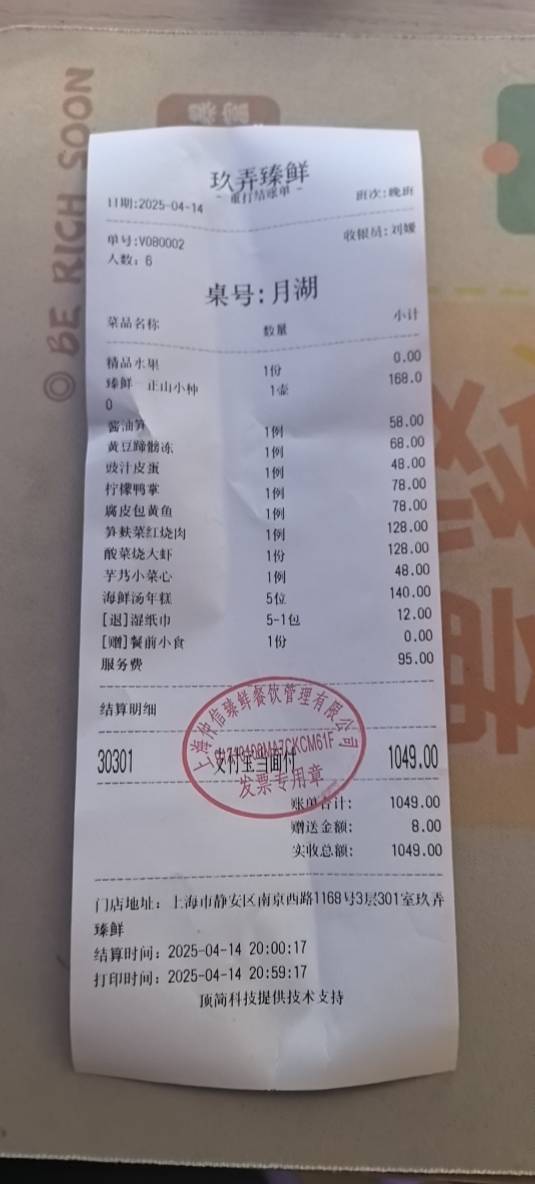 BE RICH SOON
玖弄臻鲜
- 重打结账单 -
日期:2025-04-14 班次:晚班
单号:V080002 收银员:刘媛
人数: 6
桌号:月湖
菜品名称 数量 小计
精品水果 1份 0.00
臻鲜一正山小种 1壶 168.0
0
酱油笋 1例 58.00
黄豆蹄髈冻 1例 68.00
豉汁皮蛋 1例 48.00
柠檬鸭掌 1例 78.00
腐皮包黄鱼 1例 78.00
笋麸菜红烧肉 1例 128.00
酸菜烧大虾 1份 128.00
芋艿小菜心 1例 48.00
海鲜汤年糕 5位 140.00
[退]湿纸巾 5-1包 12.00
[赠]餐前小食 1份 0.00
服务费 95.00
结算明细
30301 支付宝当面付 1049.00
上海仲信臻鲜餐饮管理有限公司
发票专用章
账单合计: 1049.00
赠送金额: 8.00
实收总额: 1049.00
门店地址: 上海市静安区南京西路1168号3层301室玖弄
臻鲜
结算时间: 2025-04-14 20:00:17
打印时间: 2025-04-14 20:59:17
顶简科技提供技术支持